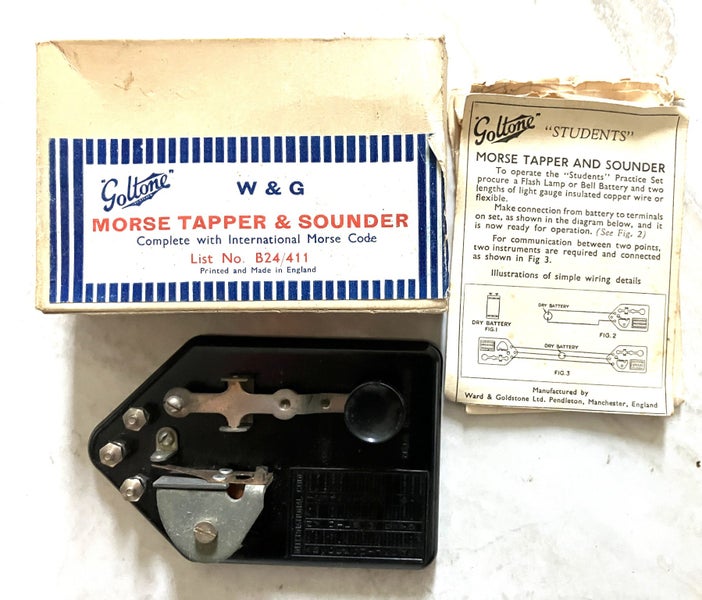 "Goltone"
W & G
MORSE TAPPER & SOUNDER
Complete with International Morse Code
List No. B24/411
Printed and Made in England
"Goltone" "STUDENTS"
MORSE TAPPER AND SOUNDER
To operate the "Students" Practice Set
procure a Flash Lamp or Bell Battery and two
lengths of light gauge insulated copper wire or
flexible.
Make connection from battery to terminals
on set, as shown in the diagram below, and it
is now ready for operation. (See Fig. 2)
For communication between two points,
two instruments are required and connected
as shown in Fig 3.
Illustrations of simple wiring details
DRY BATTERY
FIG.1
DRY BATTERY
FIG. 2
DRY BATTERY
FIG. 3
Manufactured by
Ward & Goldstone Ltd. Pendleton, Manchester, England